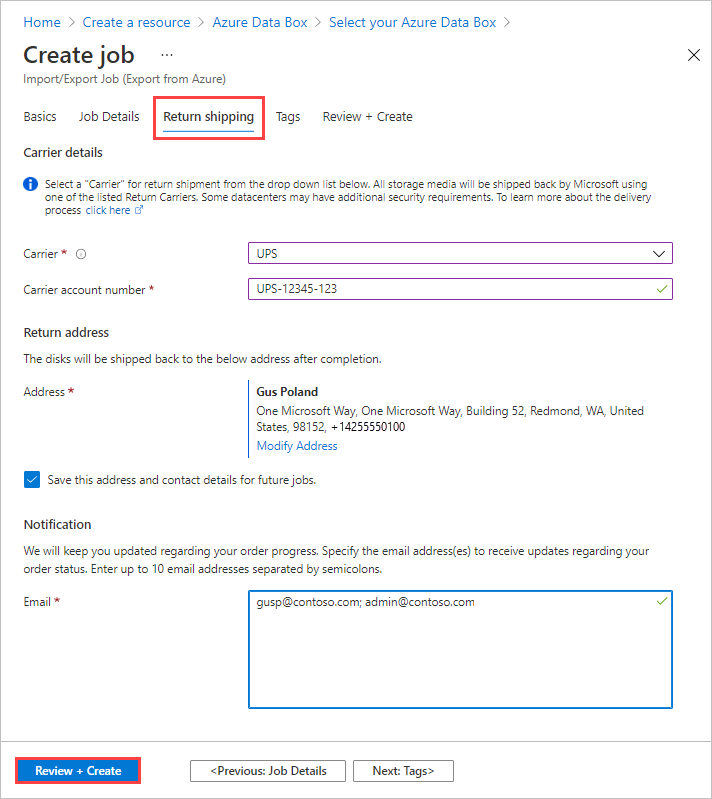 Home > Create a resource > Azure Data Box > Select your Azure Data Box >
Create job ...
Import/Export Job (Export from Azure)
Basics Job Details Return shipping Tags Review + Create
Carrier details
Select a "Carrier" for return shipment from the drop down list below. All storage media will be shipped back by Microsoft using
one of the listed Return Carriers. Some datacenters may have additional security requirements. To learn more about the delivery
process click here
Carrier * UPS
Carrier account number * UPS-12345-123
Return address
The disks will be shipped back to the below address after completion.
Address * Gus Poland
One Microsoft Way, One Microsoft Way, Building 52, Redmond, WA, United
States, 98152, +14255550100
Modify Address
Save this address and contact details for future jobs.
Notification
We will keep you updated regarding your order progress. Specify the email address(es) to receive updates regarding your
order status. Enter up to 10 email addresses separated by semicolons.
Email * gusp@contoso.com; admin@contoso.com
Review + Create <Previous: Job Details Next: Tags>